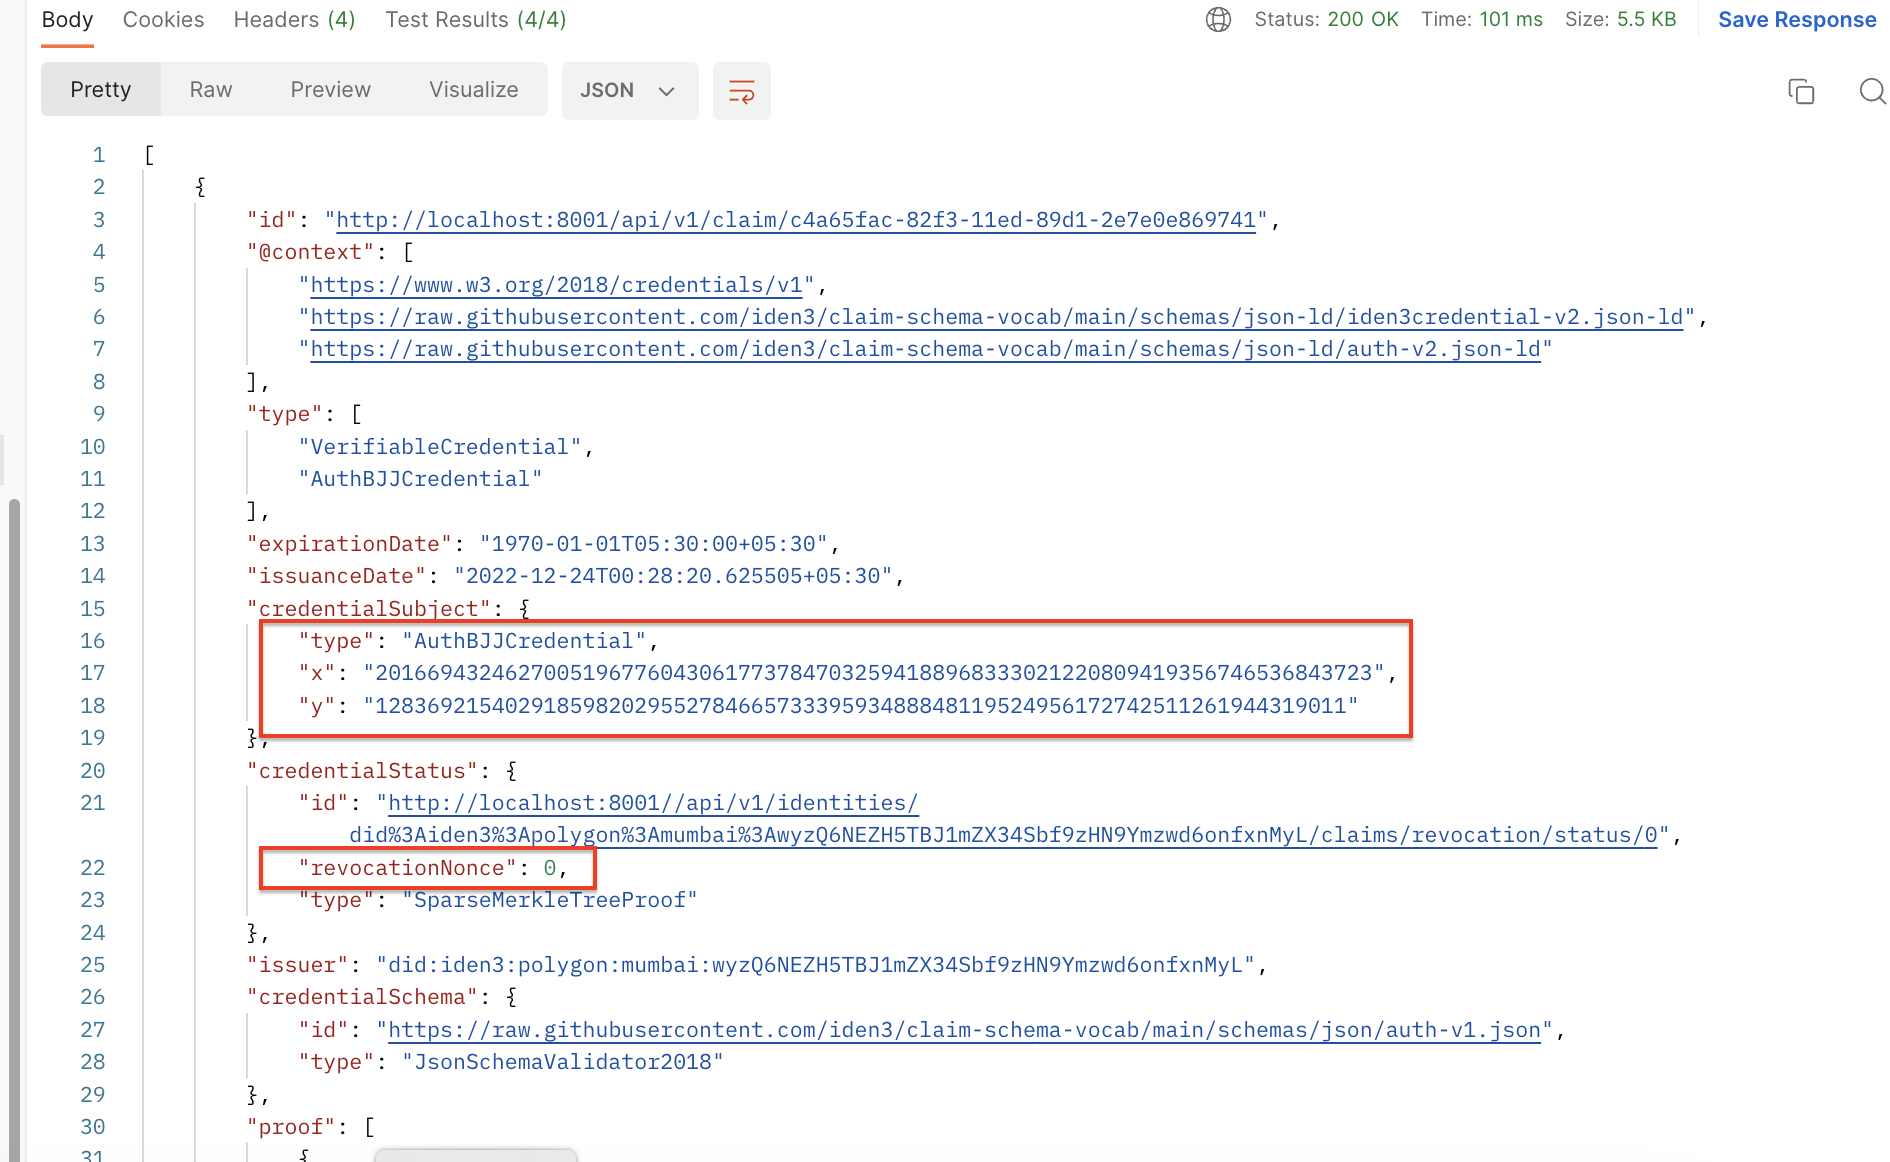 Body Cookies Headers (4) Test Results (4/4) Status: 200 OK Time: 101 ms Size: 5.5 KB Save Response
Pretty Raw Preview Visualize JSON
1 [
2 {
3 "id": "http://localhost:8001/api/v1/claim/c4a65fac-82f3-11ed-89d1-2e7e0e869741",
4 "@context": [
5 "https://www.w3.org/2018/credentials/v1",
6 "https://raw.githubusercontent.com/iden3/claim-schema-vocab/main/schemas/json-ld/iden3credential-v2.json-ld",
7 "https://raw.githubusercontent.com/iden3/claim-schema-vocab/main/schemas/json-ld/auth-v2.json-ld"
8 ],
9 "type": [
10 "VerifiableCredential",
11 "AuthBJJCredential"
12 ],
13 "expirationDate": "1970-01-01T05:30:00+05:30",
14 "issuanceDate": "2022-12-24T00:28:20.625505+05:30",
15 "credentialSubject": {
16 "type": "AuthBJJCredential",
17 "x": "20166943246270051967760430617737847032594188968333021220809419356746536843723",
18 "y": "12836921540291859820295527846657333959348884811952495617274251126194431​9011"
19 },
20 "credentialStatus": {
21 "id": "http://localhost:8001//api/v1/identities/
did%3Aiden3%3Apolygon%3Amumbai%3AwyzQ6NEZH5TBJ1mZX34Sbf9zHN9Ymzwd6onfxnMyL/claims/revocation/status/0",
22 "revocationNonce": 0,
23 "type": "SparseMerkleTreeProof"
24 },
25 "issuer": "did:iden3:polygon:mumbai:wyzQ6NEZH5TBJ1mZX34Sbf9zHN9Ymzwd6onfxnMyL",
26 "credentialSchema": {
27 "id": "https://raw.githubusercontent.com/iden3/claim-schema-vocab/main/schemas/json/auth-v1.json",
28 "type": "JsonSchemaValidator2018"
29 },
30 "proof": [
31 {